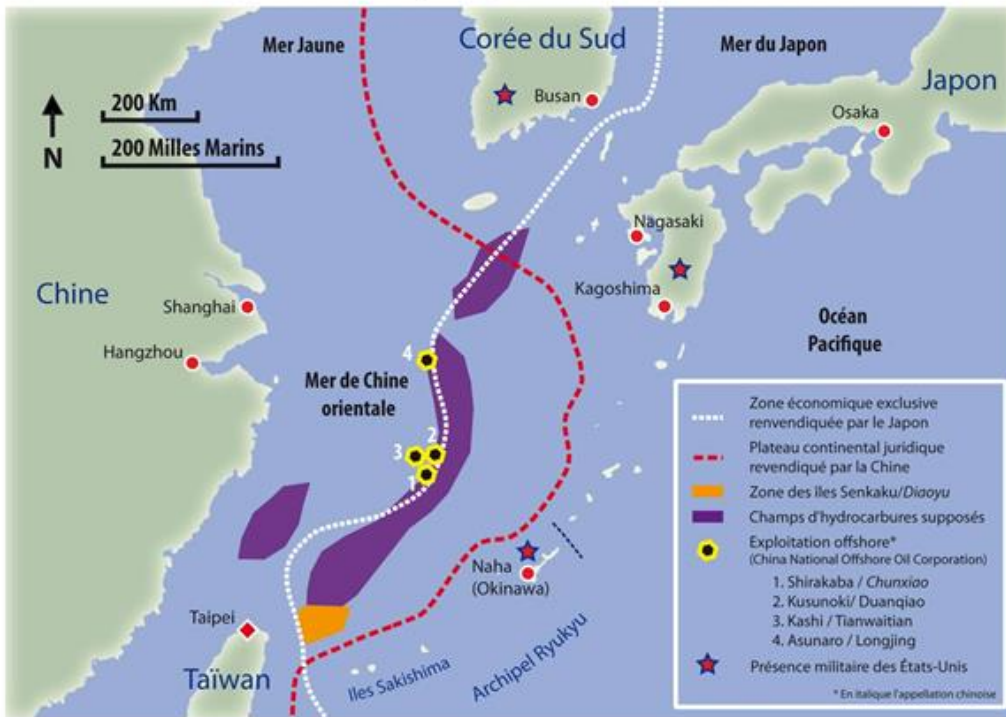 Mer Jaune
Corée du Sud
Mer du Japon
Japon
200 Km
200 Milles Marins
N
Busan
Osaka
Nagasaki
Kagoshima
Chine
Shanghai
Hangzhou
Océan
Pacifique
Mer de Chine
orientale
4
3
2
1
Naha
(Okinawa)
Taipei
Taïwan
Iles Sakishima
Archipel Ryukyu
Zone économique exclusive
renvendiquée par le Japon
Plateau continental juridique
revendiqué par la Chine
Zone des îles Senkaku/Diaoyu
Champs d'hydrocarbures supposés
Exploitation offshore*
(China National Offshore Oil Corporation)
1. Shirakaba / Chunxiao
2. Kusunoki/ Duanqiao
3. Kashi / Tianwaitian
4. Asunaro / Longjing
Présence militaire des États-Unis
* En italique l'appellation chinoise